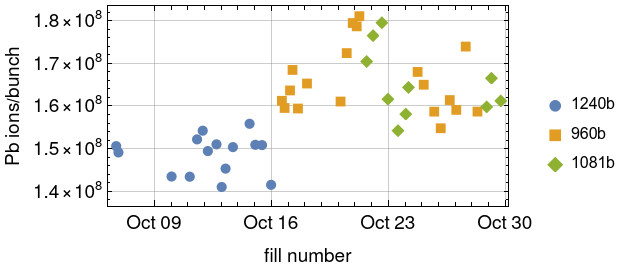 Pb ions/bunch
1.8×10⁸
1.7×10⁸
1.6×10⁸
1.5×10⁸
1.4×10⁸
Oct 09 Oct 16 Oct 23 Oct 30
fill number
1240b
960b
1081b